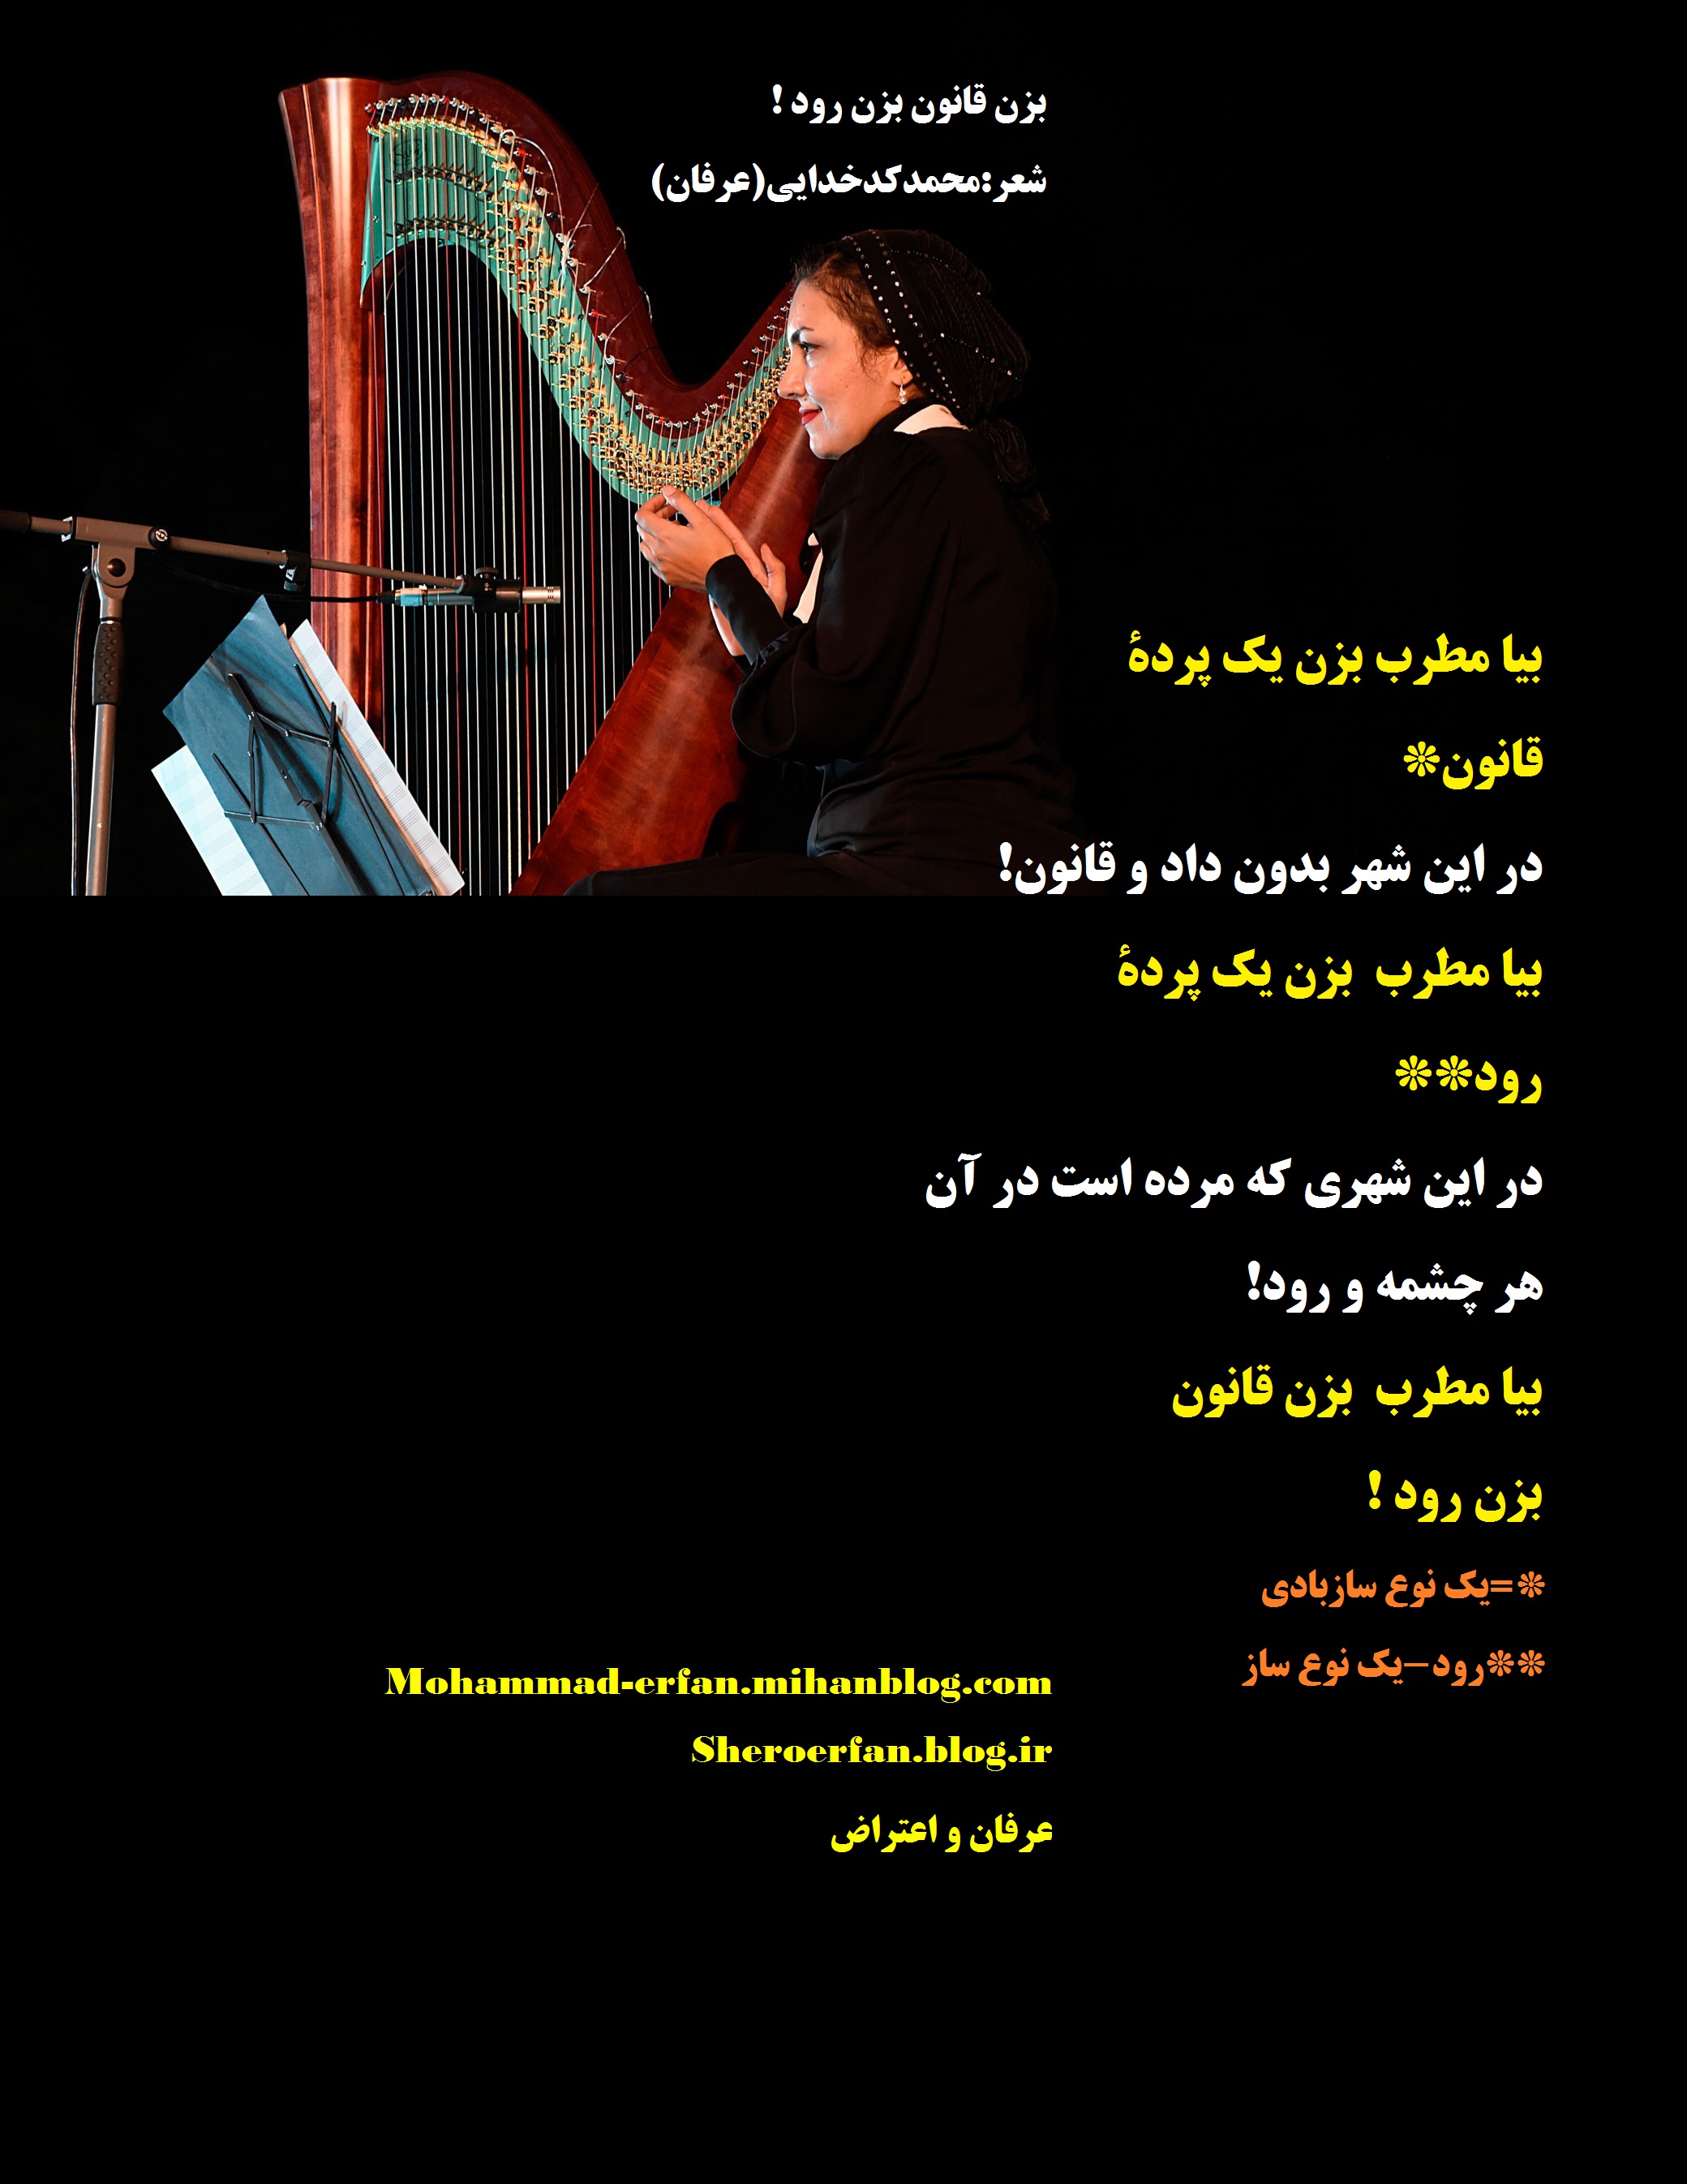 بزن قانون بزن رود !
شعر:محمدکدخدایی(عرفان)
بیا مطرب بزن یک پردهٔ
قانون*
در این شهر بدون داد و قانون!
بیا مطرب بزن یک پردهٔ
رود**
در این شهری که مرده است در آن
هر چشمه و رود!
بیا مطرب بزن قانون
بزن رود !
*=یک نوع سازبادی
**رود–یک نوع ساز
Mohammad-erfan.mihanblog.com
Sheroerfan.blog.ir
عرفان و اعتراض